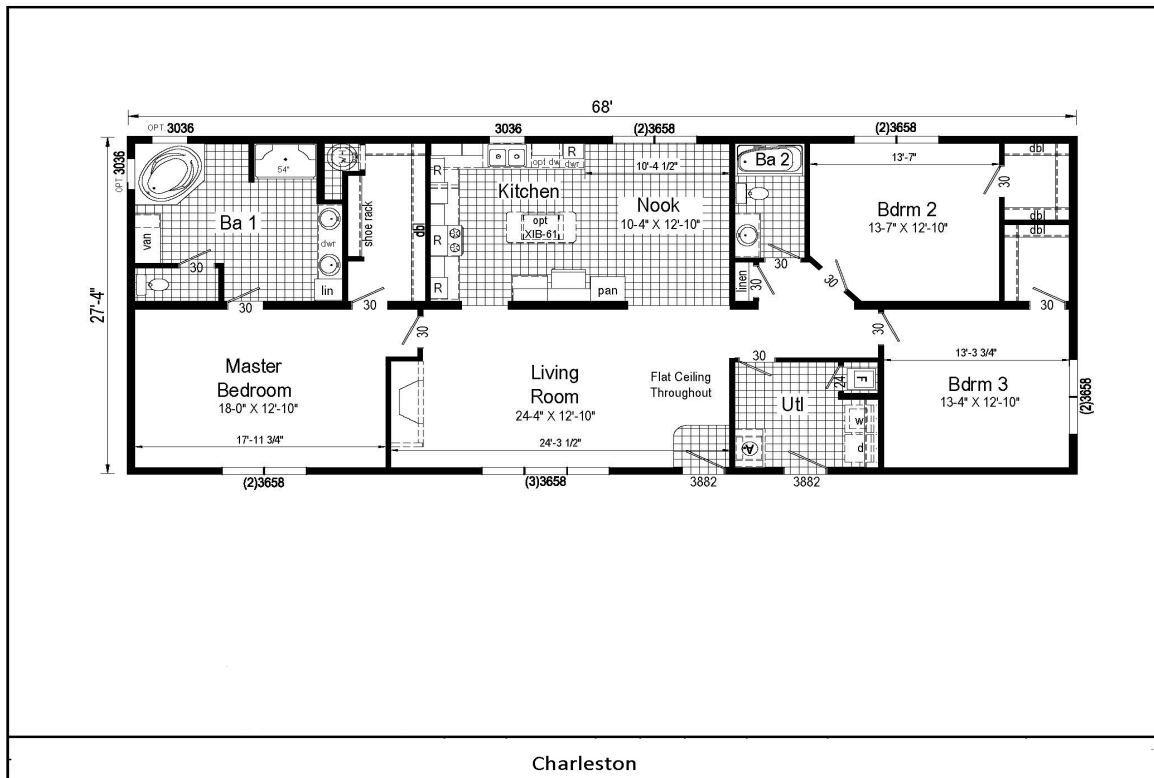 68'
OPT. 3036
3036
(2)3658
(2)3658
OPT. 3036
27'-4"
54"
Ba 1
van
30
dwr
lin
30
shoe rack
dbl
30
R
R
R
Kitchen
opt dw
R
dwr
opt
XIB-61
pan
10'-4 1/2"
Nook
10'-4" X 12'-10"
Ba 2
30
linen
30
30
13'-7"
Bdrm 2
13'-7" X 12'-10"
30
dbl
dbl
dbl
30
Master
Bedroom
18'-0" X 12'-10"
17'-11 3/4"
30
Living
Room
24'-4" X 12'-10"
24'-3 1/2"
Flat Ceiling
Throughout
30
Utl
24
F
w
d
A
30
13'-3 3/4"
Bdrm 3
13'-4" X 12'-10"
(2)3658
(2)3658
(3)3658
3882
3882
Charleston